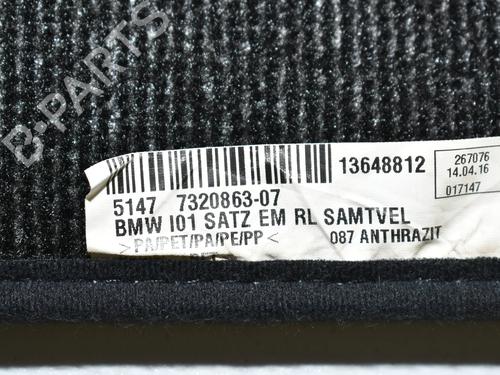 B-PARTS
13648812
267076
14.04.16
017147
5147 7320863-07
BMW I01 SATZ EM RL SAMTVEL
>PA/PET/PA/PE/PP<
087 ANTHRAZIT